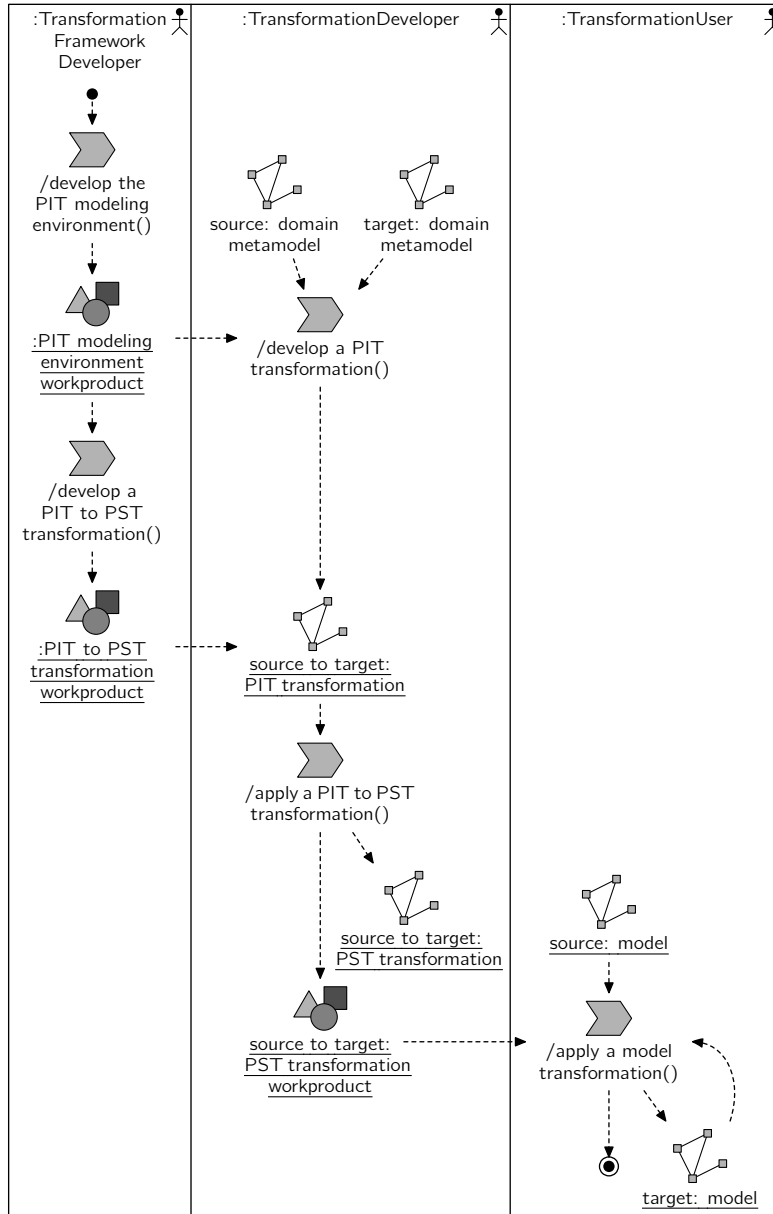 :Transformation
Framework
Developer
/develop the
PIT modeling
environment()
:PIT modeling
environment
workproduct
/develop a
PIT to PST
transformation()
:PIT to PST
transformation
workproduct
:TransformationDeveloper
source: domain
metamodel
target: domain
metamodel
/develop a PIT
transformation()
source to target:
PIT transformation
/apply a PIT to PST
transformation()
source to target:
PST transformation
source to target:
PST transformation
workproduct
:TransformationUser
source: model
/apply a model
transformation()
target: model